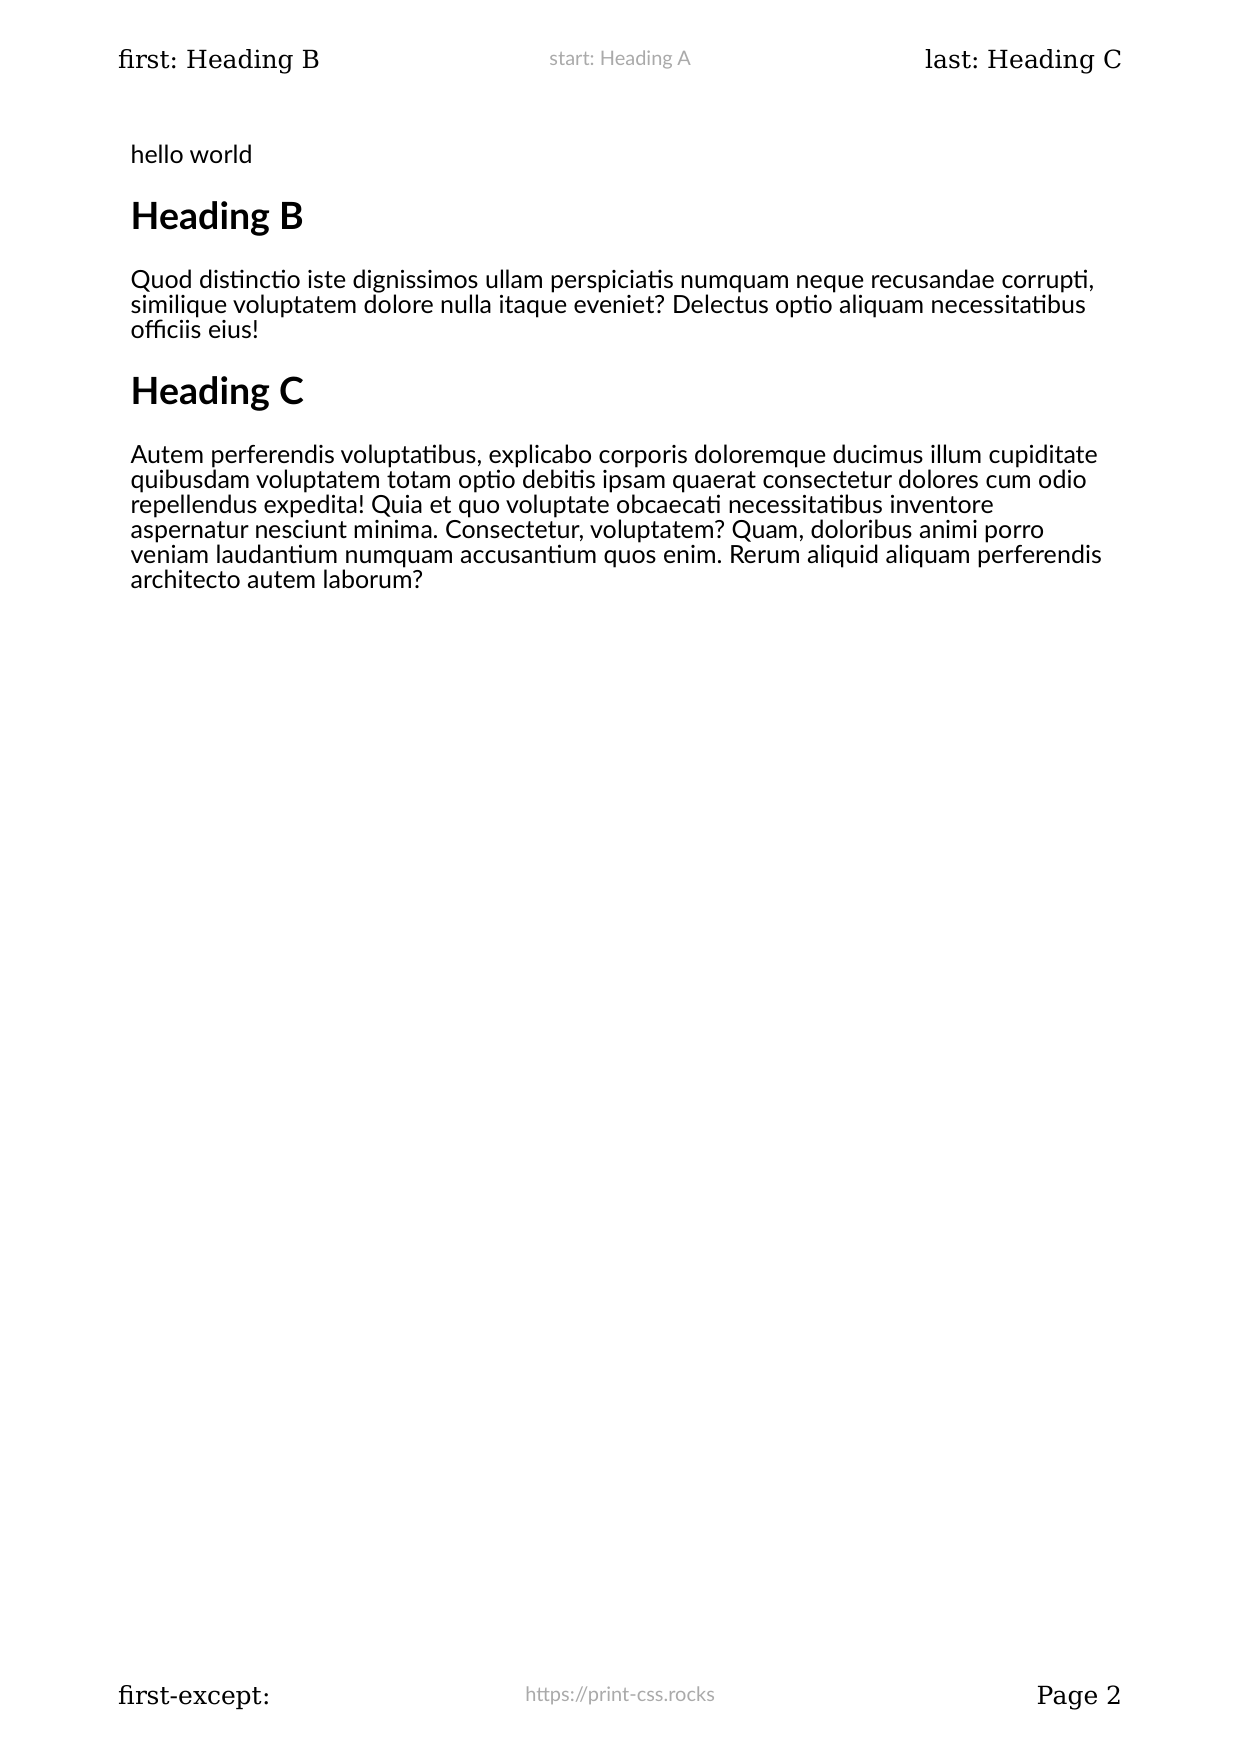 first: Heading B
start: Heading A
last: Heading C
hello world
Heading B
Quod distinctio iste dignissimos ullam perspiciatis numquam neque recusandae corrupti,
similique voluptatem dolore nulla itaque eveniet? Delectus optio aliquam necessitatibus
officiis eius!
Heading C
Autem perferendis voluptatibus, explicabo corporis doloremque ducimus illum cupiditate
quibusdam voluptatem totam optio debitis ipsam quaerat consectetur dolores cum odio
repellendus expedita! Quia et quo voluptate obcaecati necessitatibus inventore
aspernatur nesciunt minima. Consectetur, voluptatem? Quam, doloribus animi porro
veniam laudantium numquam accusantium quos enim. Rerum aliquid aliquam perferendis
architecto autem laborum?
first-except:
https://print-css.rocks
Page 2